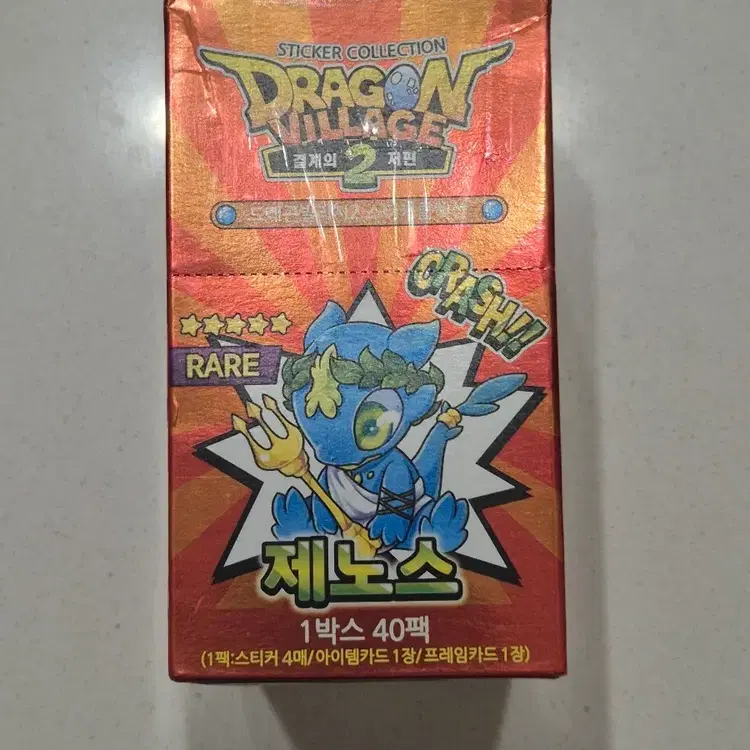 STICKER COLLECTION
DRAGON
VILLAGE
결계의 2 저편
CRASH!!
RARE
제노스
1박스 40팩
(1팩:스티커 4매/아이템카드 1장/프레임카드 1장)